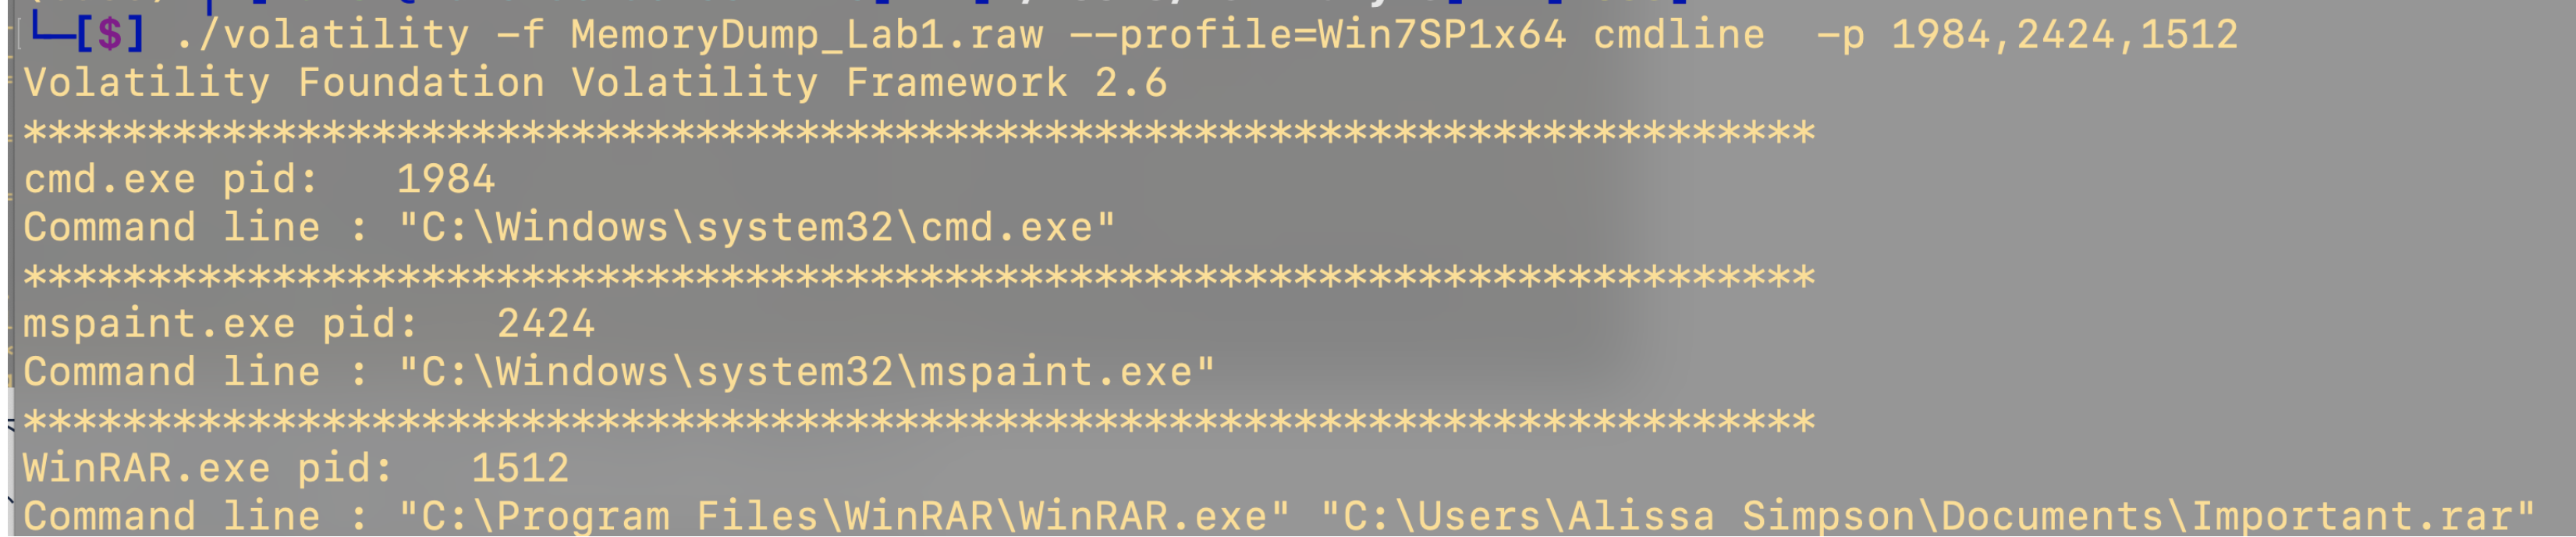 └─[$] ./volatility -f MemoryDump_Lab1.raw --profile=Win7SP1x64 cmdline  -p 1984,2424,1512
Volatility Foundation Volatility Framework 2.6
************************************************************************
cmd.exe pid:   1984
Command line : "C:\Windows\system32\cmd.exe"
************************************************************************
mspaint.exe pid:   2424
Command line : "C:\Windows\system32\mspaint.exe"
************************************************************************
WinRAR.exe pid:   1512
Command line : "C:\Program Files\WinRAR\WinRAR.exe" "C:\Users\Alissa Simpson\Documents\Important.rar"